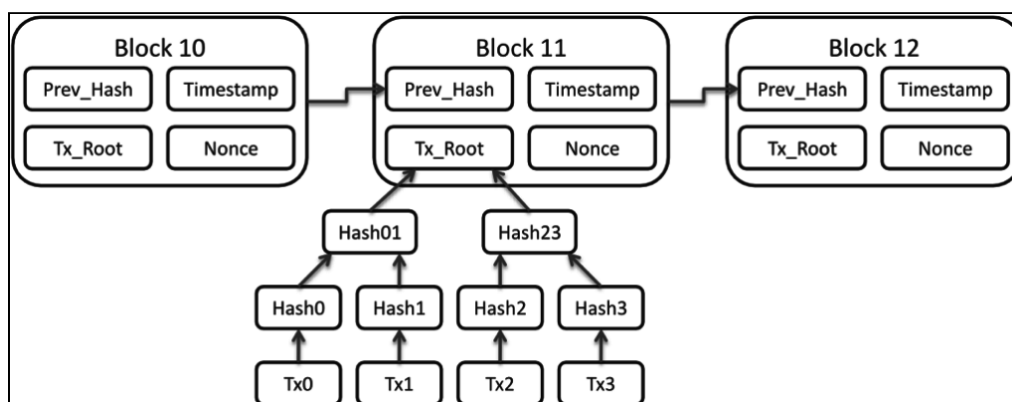 Block 10
Block 11
Block 12
Prev_Hash Timestamp
Prev_Hash Timestamp
Prev_Hash Timestamp
Tx_Root Nonce
Tx_Root Nonce
Tx_Root Nonce
Hash01 Hash23
Hash0 Hash1 Hash2 Hash3
Tx0 Tx1 Tx2 Tx3